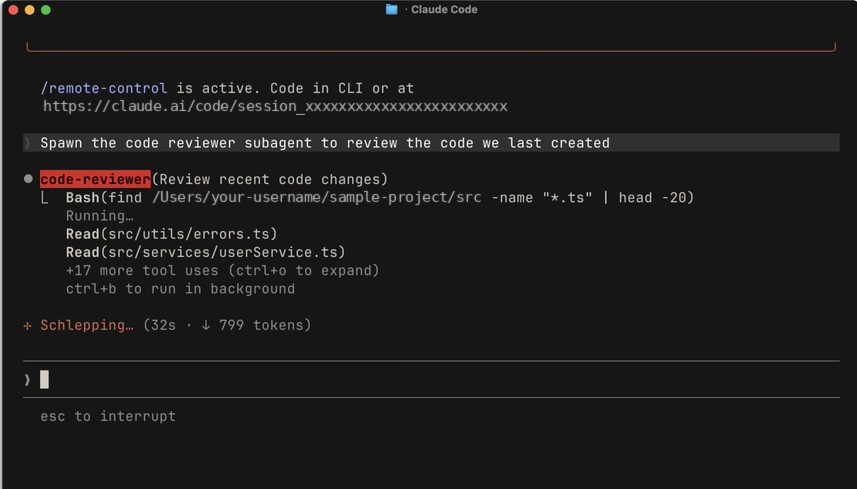 · Claude Code
/remote-control is active. Code in CLI or at
https://claude.ai/code/session_xxxxxxxxxxxxxxxxxxxxxxxx
❯ Spawn the code reviewer subagent to review the code we last created
● code-reviewer(Review recent code changes)
⎿ Bash(find /Users/your-username/sample-project/src -name "*.ts" | head -20)
Running…
Read(src/utils/errors.ts)
Read(src/services/userService.ts)
+17 more tool uses (ctrl+o to expand)
ctrl+b to run in background
✢ Schlepping… (32s · ↓ 799 tokens)
❯
esc to interrupt